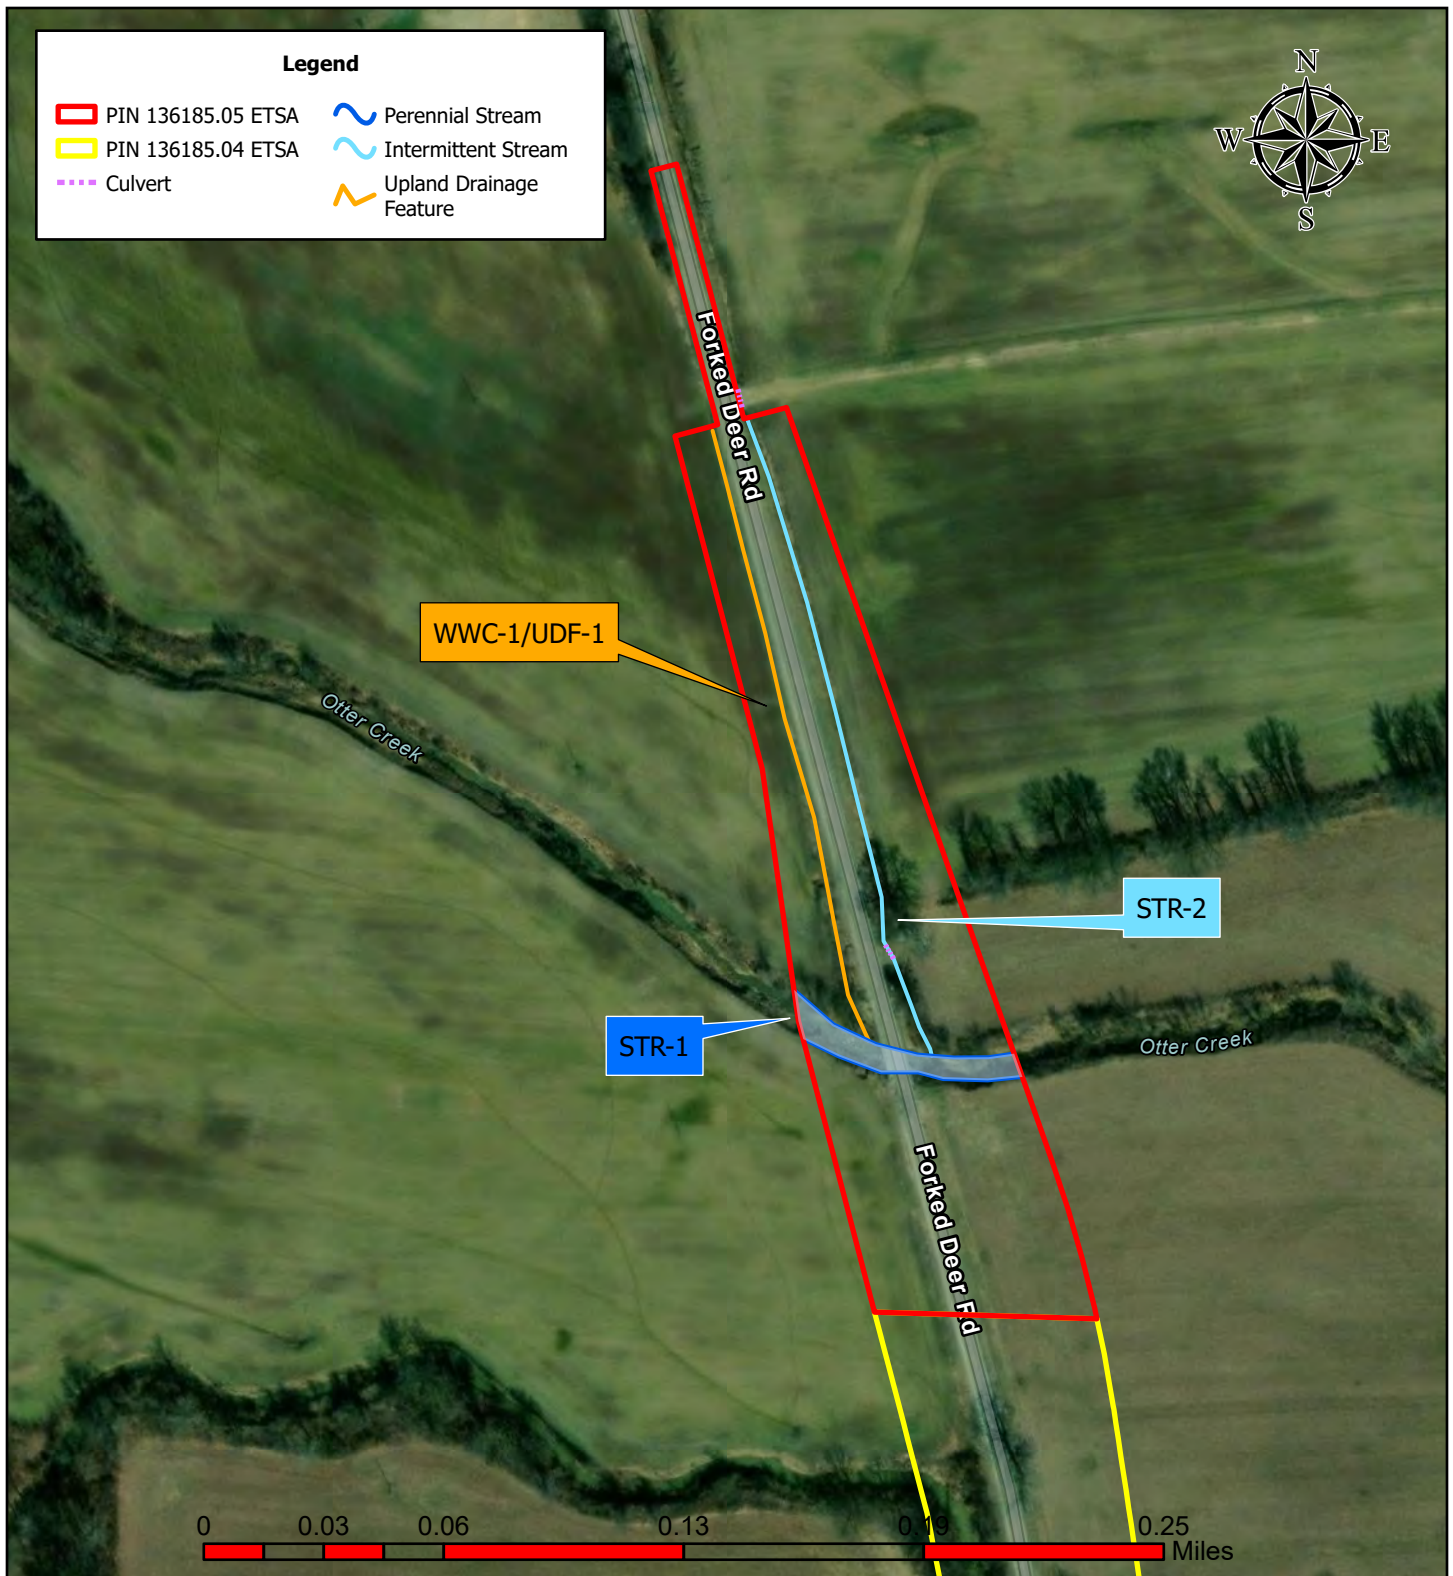 Legend
PIN 136185.05 ETSA
PIN 136185.04 ETSA
Culvert
Perennial Stream
Intermittent Stream
Upland Drainage
Feature
N
W
E
S
Forked Deer Rd
WWC-1/UDF-1
Otter Creek
STR-2
STR-1
Otter Creek
Forked Deer Rd
0 0.03 0.06 0.13 0.19 0.25
Miles